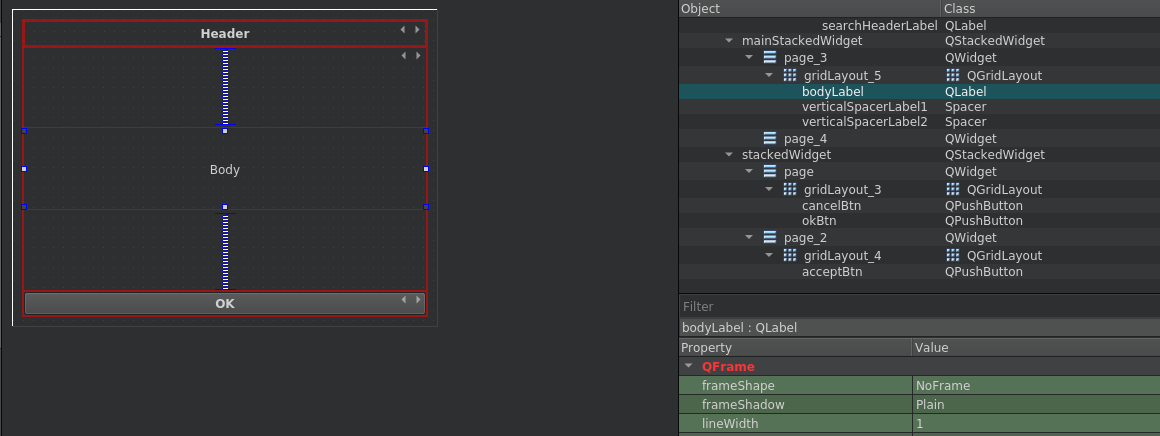 Header
Body
OK
Object Class
searchHeaderLabel QLabel
mainStackedWidget QStackedWidget
page_3 QWidget
gridLayout_5 QGridLayout
bodyLabel QLabel
verticalSpacerLabel1 Spacer
verticalSpacerLabel2 Spacer
page_4 QWidget
stackedWidget QStackedWidget
page QWidget
gridLayout_3 QGridLayout
cancelBtn QPushButton
okBtn QPushButton
page_2 QWidget
gridLayout_4 QGridLayout
acceptBtn QPushButton
Filter
bodyLabel : QLabel
Property Value
QFrame
frameShape NoFrame
frameShadow Plain
lineWidth 1